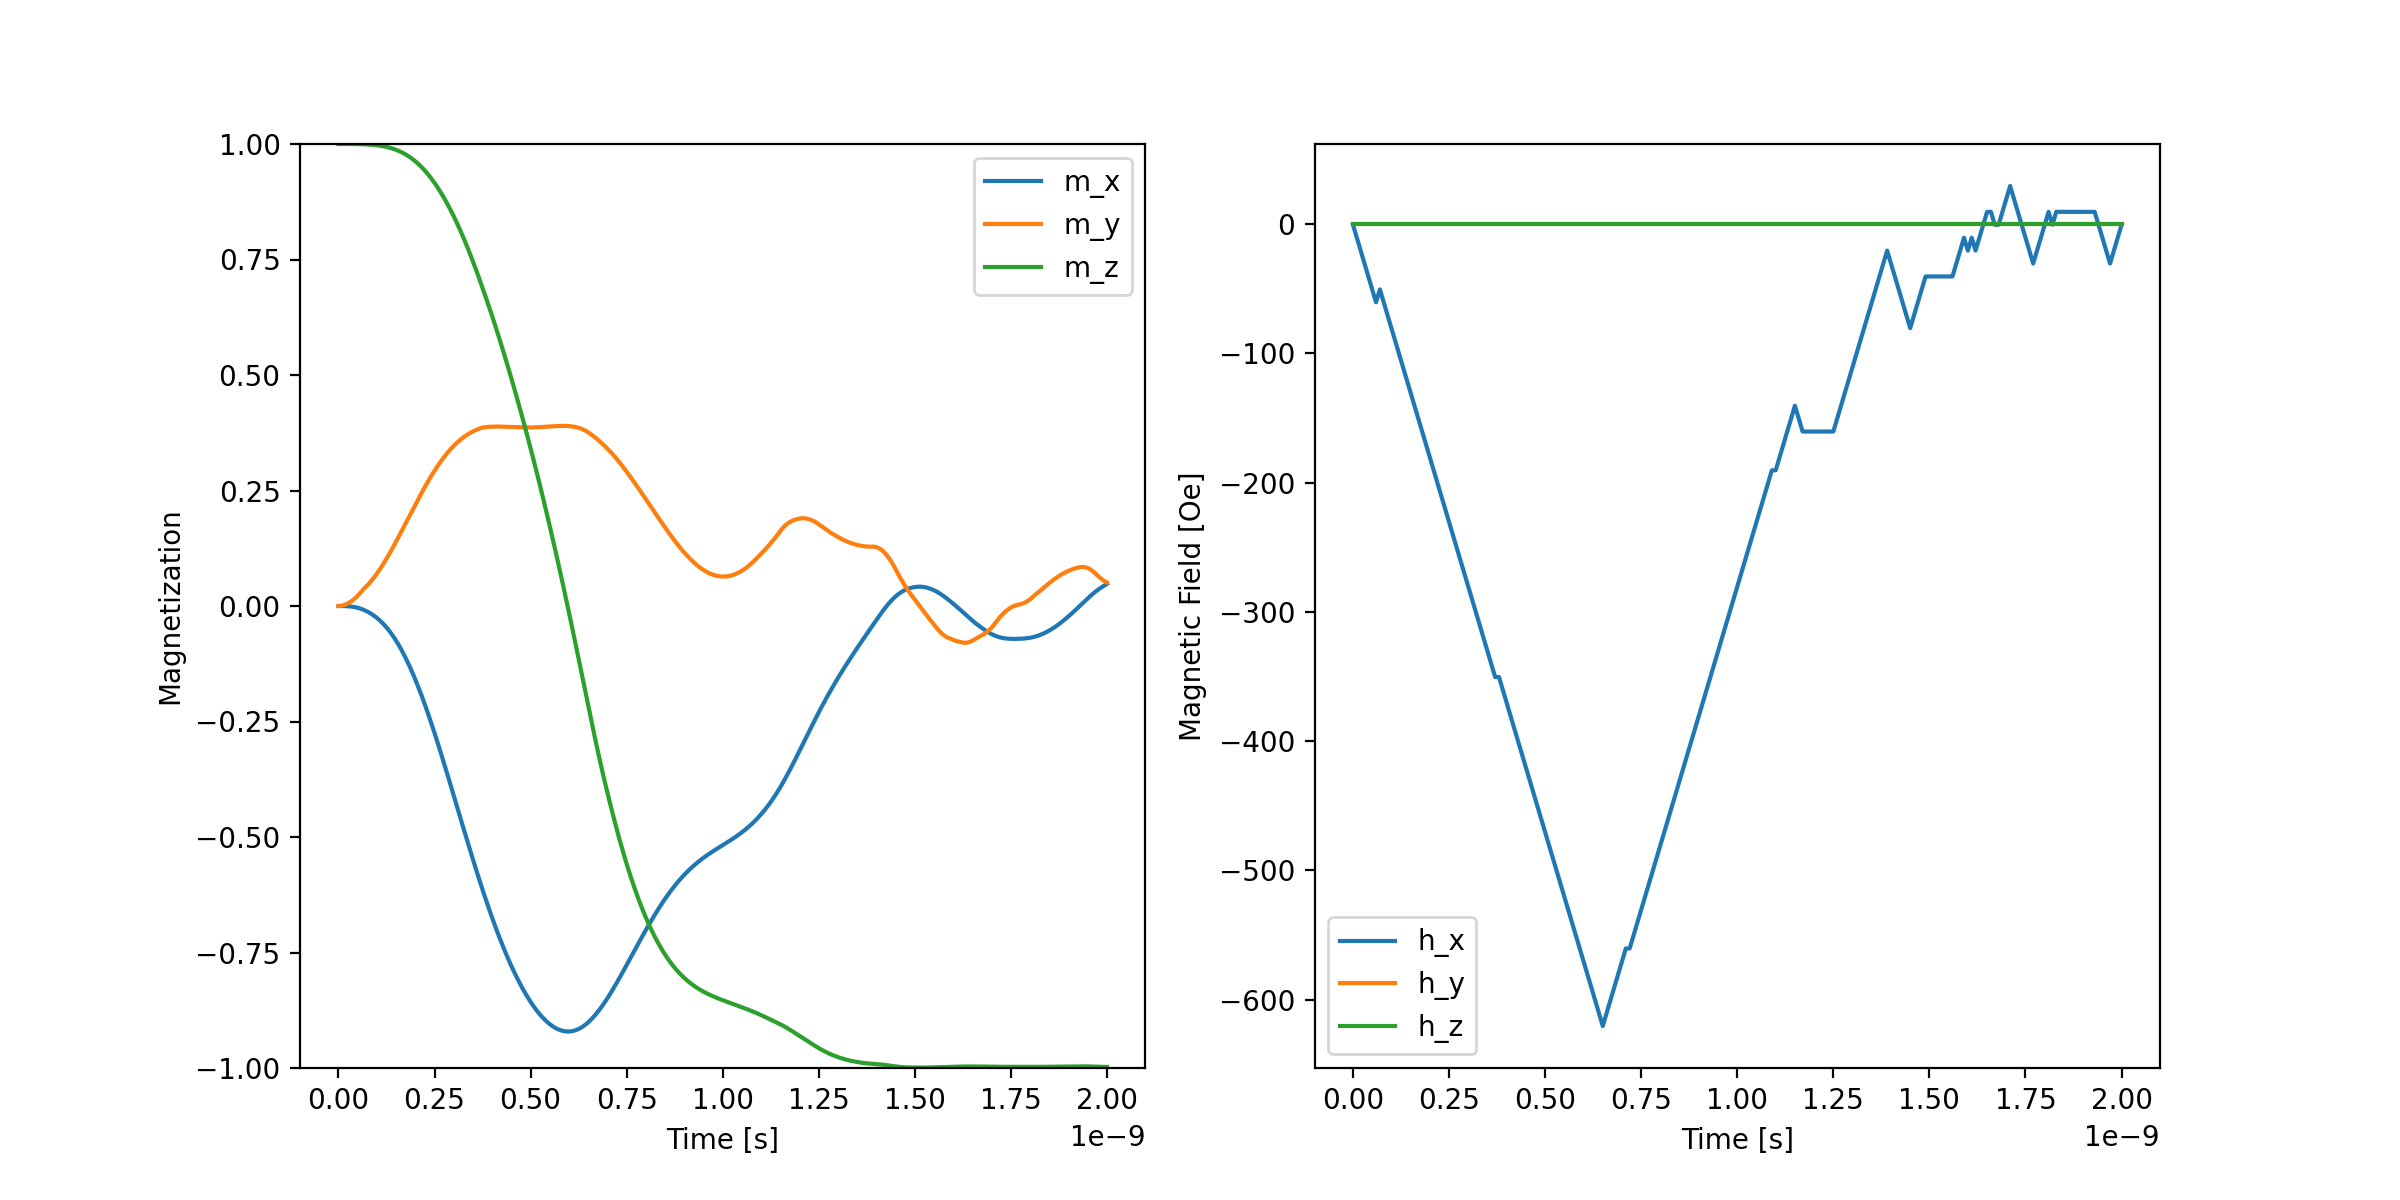 Magnetization
1.00
0.75
0.50
0.25
0.00
−0.25
−0.50
−0.75
−1.00
m_x
m_y
m_z
0.00 0.25 0.50 0.75 1.00 1.25 1.50 1.75 2.00
Time [s]
1e−9
Magnetic Field [Oe]
0
−100
−200
−300
−400
−500
−600
h_x
h_y
h_z
0.00 0.25 0.50 0.75 1.00 1.25 1.50 1.75 2.00
Time [s]
1e−9